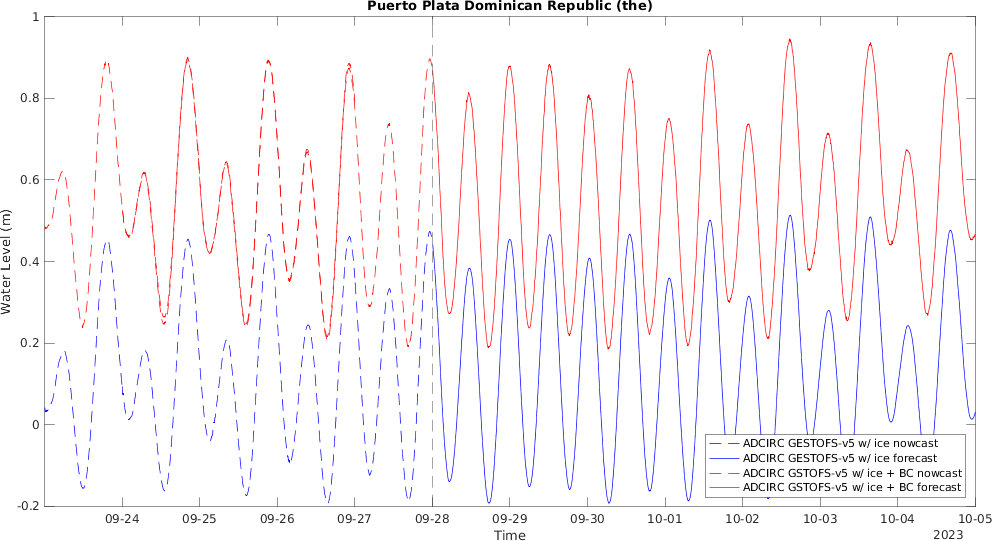 Puerto Plata Dominican Republic (the)
1
0.8
0.6
0.4
0.2
0
-0.2
Water Level (m)
ADCIRC GESTOFS-v5 w/ ice nowcast
ADCIRC GESTOFS-v5 w/ ice forecast
ADCIRC GSTOFS-v5 w/ ice + BC nowcast
ADCIRC GSTOFS-v5 w/ ice + BC forecast
09-24 09-25 09-26 09-27 09-28 09-29 09-30 10-01 10-02 10-03 10-04 10-05
Time
2023